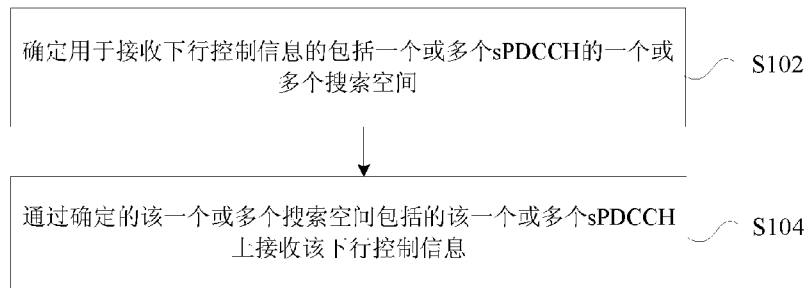 确定用于接收下行控制信息的包括一个或多个sPDCCH的一个或
多个搜索空间
S102
通过确定的该一个或多个搜索空间包括的该一个或多个sPDCCH
上接收该下行控制信息
S104